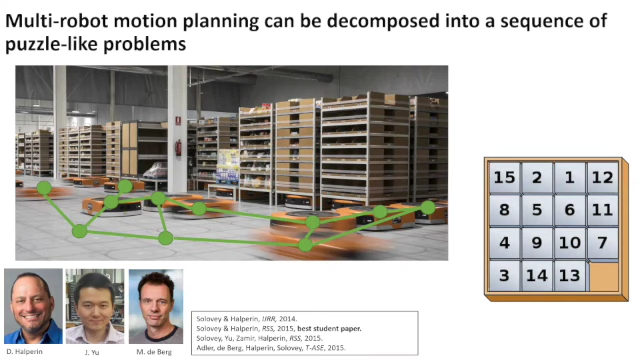 Multi-robot motion planning can be decomposed into a sequence of
puzzle-like problems
15 2 1 12
8 5 6 11
4 9 10 7
3 14 13
D. Halperin
J. Yu
M. de Berg
Solovey & Halperin, IJRR, 2014.
Solovey & Halperin, RSS, 2015, best student paper.
Solovey, Yu, Zamir, Halperin, RSS, 2015.
Adler, de Berg, Halperin, Solovey, T-ASE, 2015.